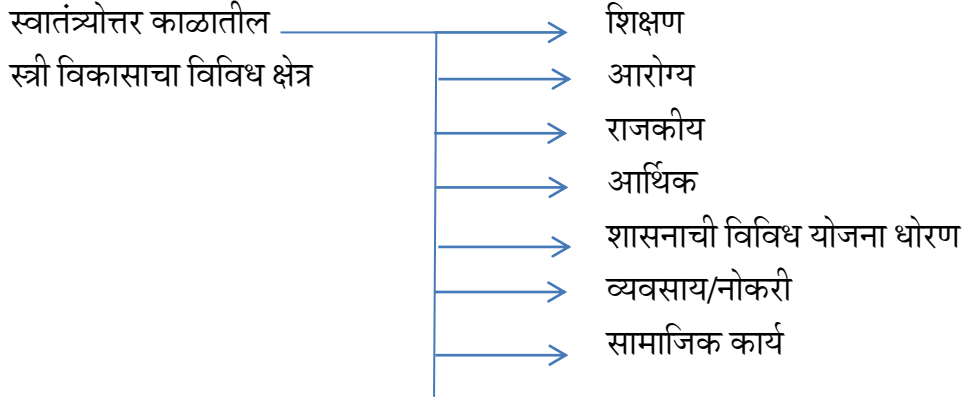 स्वातंत्र्योत्तर काळातील
स्त्री विकासाचा विविध क्षेत्र
शिक्षण
आरोग्य
राजकीय
आर्थिक
शासनाची विविध योजना धोरण
व्यवसाय/नोकरी
सामाजिक कार्य